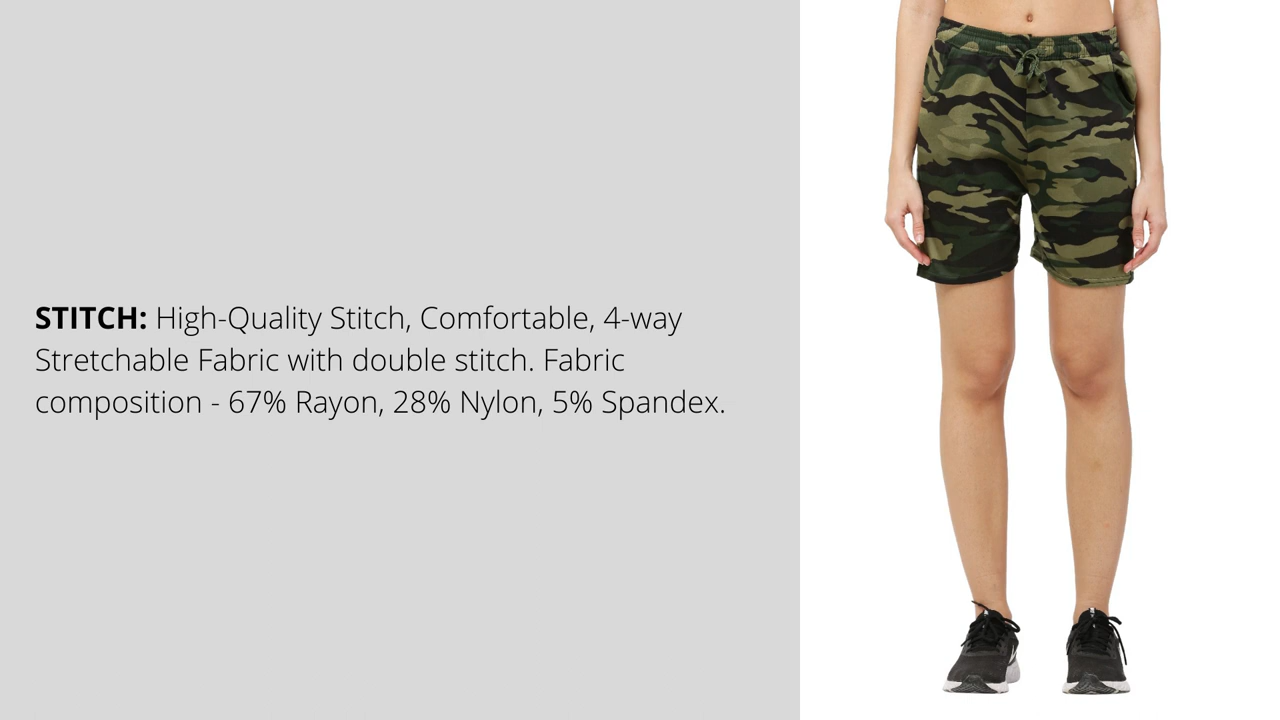 STITCH: High-Quality Stitch, Comfortable, 4-way
Stretchable Fabric with double stitch. Fabric
composition - 67% Rayon, 28% Nylon, 5% Spandex.